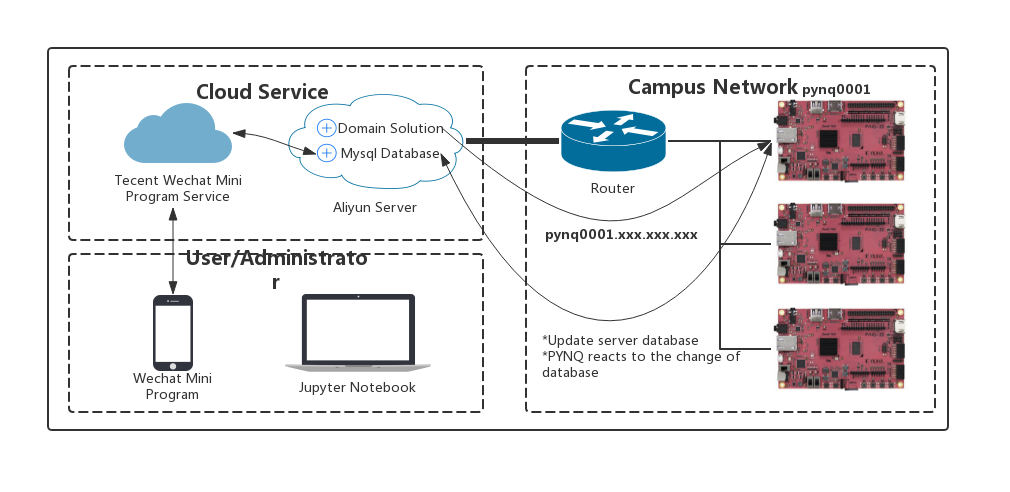 Cloud Service
Domain Solution
Mysql Database
Tecent Wechat Mini
Program Service
Aliyun Server
User/Administrato
r
Wechat Mini
Program
Jupyter Notebook
Campus Network
pynq0001
Router
pynq0001.xxx.xxx.xxx
*Update server database
*PYNQ reacts to the change of
database